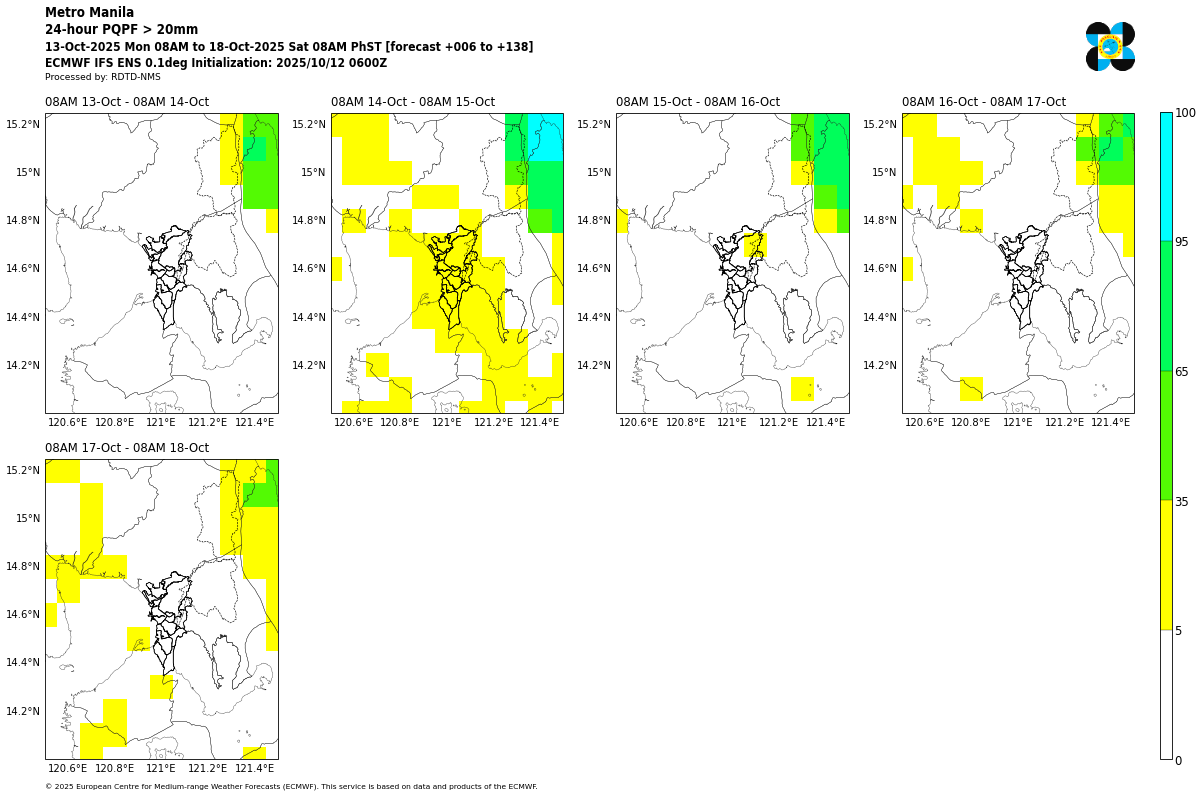 Metro Manila
24-hour PQPF > 20mm
13-Oct-2025 Mon 08AM to 18-Oct-2025 Sat 08AM PhST [forecast +006 to +138]
ECMWF IFS ENS 0.1deg Initialization: 2025/10/12 0600Z
Processed by: RDTD-NMS
08AM 13-Oct - 08AM 14-Oct
08AM 14-Oct - 08AM 15-Oct
08AM 15-Oct - 08AM 16-Oct
08AM 16-Oct - 08AM 17-Oct
15.2°N 15.2°N 15.2°N 15.2°N 100
15°N 15°N 15°N 15°N
14.8°N 14.8°N 14.8°N 14.8°N
95
14.6°N 14.6°N 14.6°N 14.6°N
14.4°N 14.4°N 14.4°N 14.4°N
14.2°N 14.2°N 14.2°N 14.2°N 65
120.6°E 120.8°E 121°E 121.2°E 121.4°E 120.6°E 120.8°E 121°E 121.2°E 121.4°E 120.6°E 120.8°E 121°E 121.2°E 121.4°E 120.6°E 120.8°E 121°E 121.2°E 121.4°E
08AM 17-Oct - 08AM 18-Oct
15.2°N
35
15°N
14.8°N
14.6°N
5
14.4°N
14.2°N
0
120.6°E 120.8°E 121°E 121.2°E 121.4°E
© 2025 European Centre for Medium-range Weather Forecasts (ECMWF). This service is based on data and products of the ECMWF.